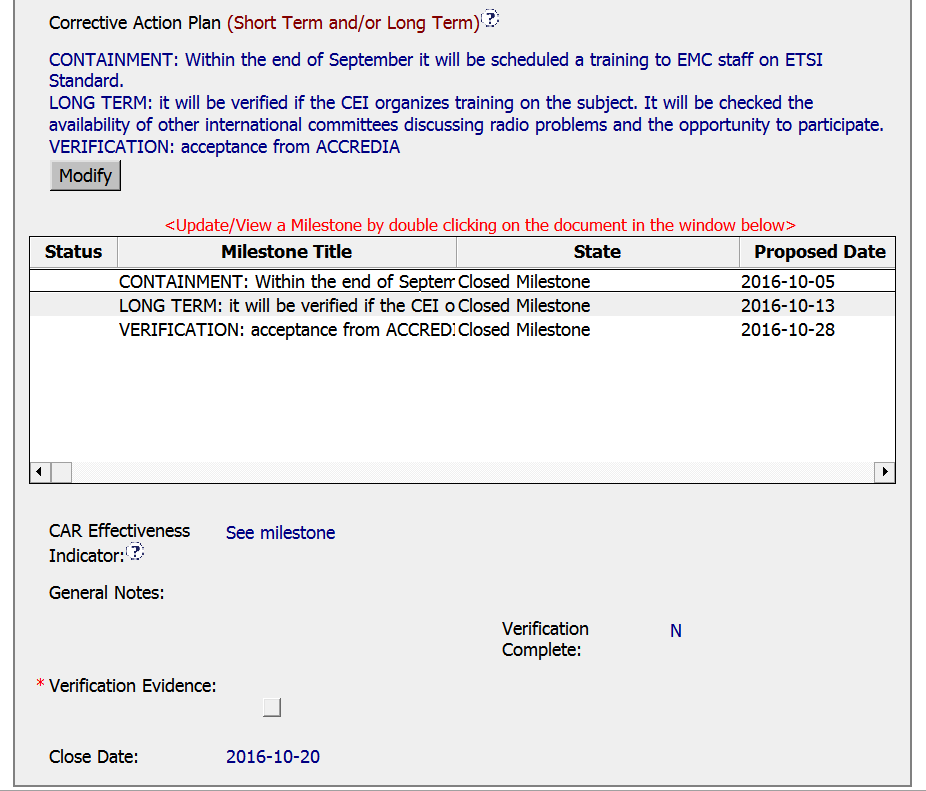 Corrective Action Plan (Short Term and/or Long Term)?
CONTAINMENT: Within the end of September it will be scheduled a training to EMC staff on ETSI
Standard.
LONG TERM: it will be verified if the CEI organizes training on the subject. It will be checked the
availability of other international committees discussing radio problems and the opportunity to participate.
VERIFICATION: acceptance from ACCREDIA
Modify
<Update/View a Milestone by double clicking on the document in the window below>
Status Milestone Title State Proposed Date
CONTAINMENT: Within the end of Septem Closed Milestone 2016-10-05
LONG TERM: it will be verified if the CEI o Closed Milestone 2016-10-13
VERIFICATION: acceptance from ACCREDI Closed Milestone 2016-10-28
CAR Effectiveness See milestone
Indicator:?
General Notes:
Verification N
Complete:
* Verification Evidence:
Close Date: 2016-10-20